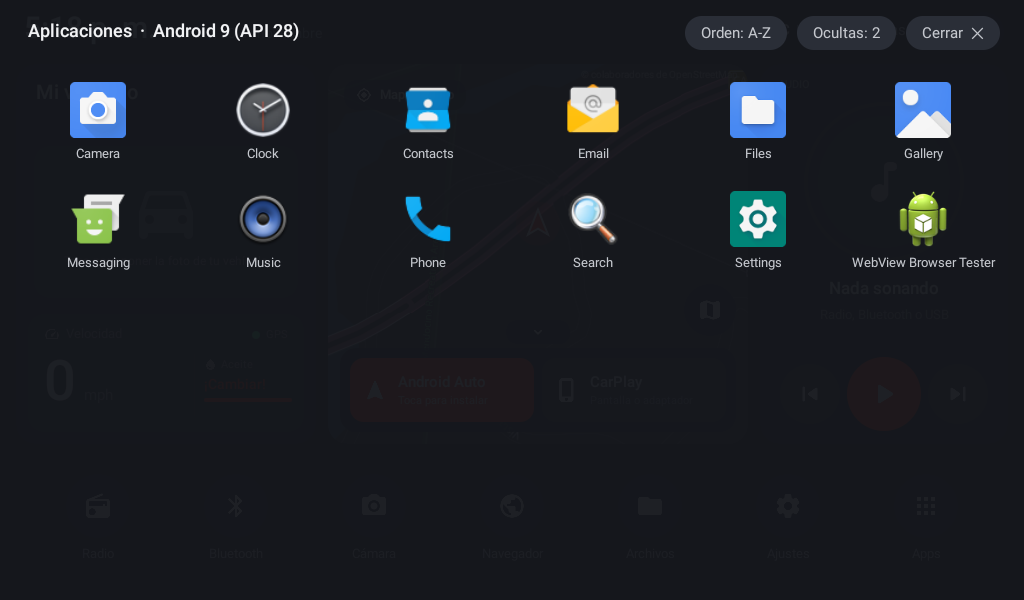 Aplicaciones · Android 9 (API 28)
Orden: A-Z
Ocultas: 2
Cerrar
Camera
Clock
Contacts
Email
Files
Gallery
Messaging
Music
Phone
Search
Settings
WebView Browser Tester
Nada sonando
0
Android Auto
CarPlay
Radio
Bluetooth
Cámara
Navegador
Archivos
Ajustes
Apps